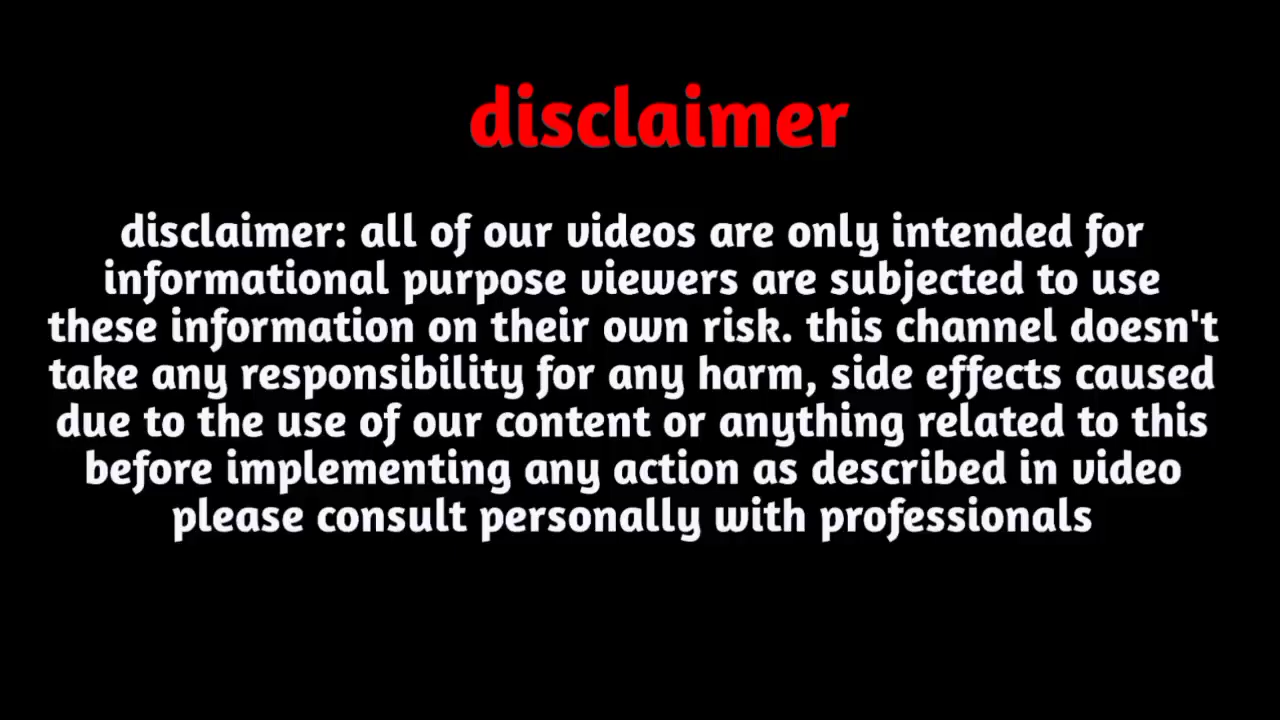 disclaimer
disclaimer: all of our videos are only intended for
informational purpose viewers are subjected to use
these information on their own risk. this channel doesn't
take any responsibility for any harm, side effects caused
due to the use of our content or anything related to this
before implementing any action as described in video
please consult personally with professionals